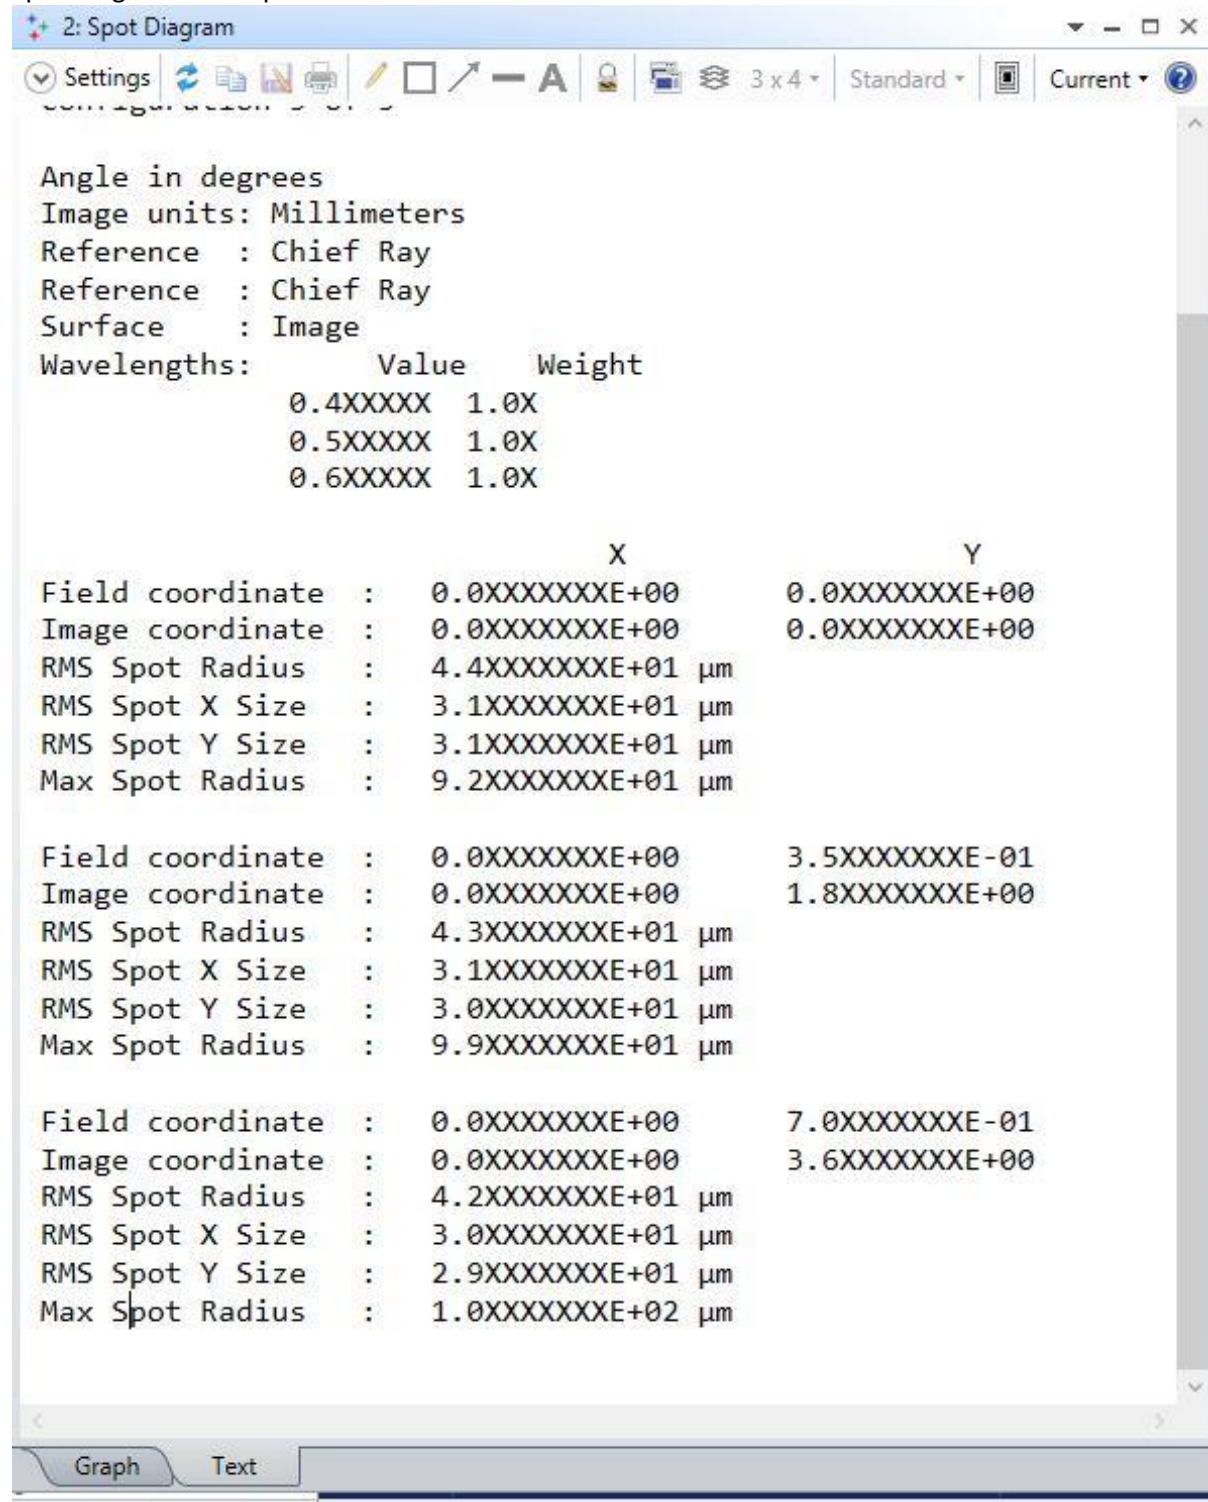 2: Spot Diagram
Settings A 3 x 4 Standard Current ?
Angle in degrees
Image units: Millimeters
Reference : Chief Ray
Reference : Chief Ray
Surface : Image
Wavelengths: Value Weight
0.4XXXXX 1.0X
0.5XXXXX 1.0X
0.6XXXXX 1.0X
X Y
Field coordinate : 0.0XXXXXXXE+00 0.0XXXXXXXE+00
Image coordinate : 0.0XXXXXXXE+00 0.0XXXXXXXE+00
RMS Spot Radius : 4.4XXXXXXXE+01 µm
RMS Spot X Size : 3.1XXXXXXXE+01 µm
RMS Spot Y Size : 3.1XXXXXXXE+01 µm
Max Spot Radius : 9.2XXXXXXXE+01 µm
Field coordinate : 0.0XXXXXXXE+00 3.5XXXXXXXE-01
Image coordinate : 0.0XXXXXXXE+00 1.8XXXXXXXE+00
RMS Spot Radius : 4.3XXXXXXXE+01 µm
RMS Spot X Size : 3.1XXXXXXXE+01 µm
RMS Spot Y Size : 3.0XXXXXXXE+01 µm
Max Spot Radius : 9.9XXXXXXXE+01 µm
Field coordinate : 0.0XXXXXXXE+00 7.0XXXXXXXE-01
Image coordinate : 0.0XXXXXXXE+00 3.6XXXXXXXE+00
RMS Spot Radius : 4.2XXXXXXXE+01 µm
RMS Spot X Size : 3.0XXXXXXXE+01 µm
RMS Spot Y Size : 2.9XXXXXXXE+01 µm
Max Spot Radius : 1.0XXXXXXXE+02 µm
Graph Text